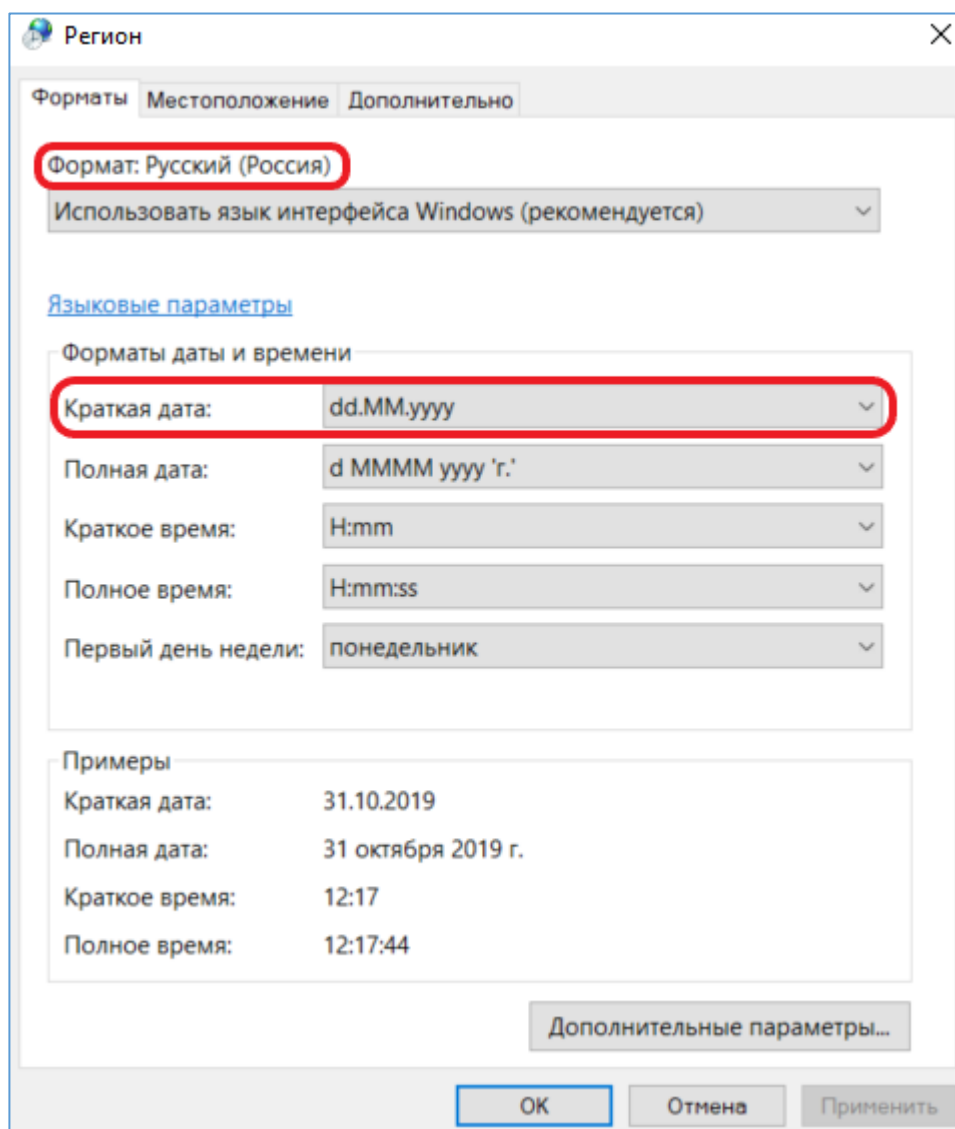 Регион
Форматы Местоположение Дополнительно
Формат: Русский (Россия)
Использовать язык интерфейса Windows (рекомендуется)
Языковые параметры
Форматы даты и времени
Краткая дата: dd.MM.yyyy
Полная дата: d MMMM yyyy 'г.'
Краткое время: H:mm
Полное время: H:mm:ss
Первый день недели: понедельник
Примеры
Краткая дата: 31.10.2019
Полная дата: 31 октября 2019 г.
Краткое время: 12:17
Полное время: 12:17:44
Дополнительные параметры...
ОК Отмена Применить